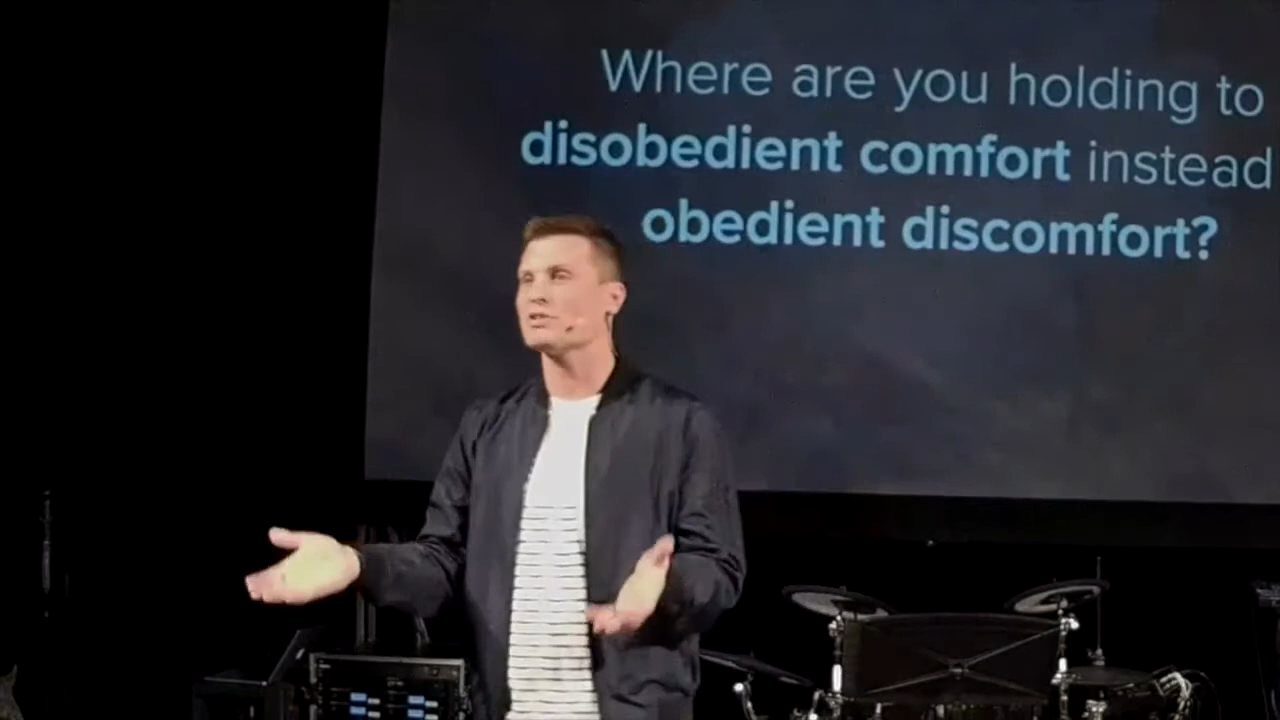 Where are you holding to
disobedient comfort instead
obedient discomfort?